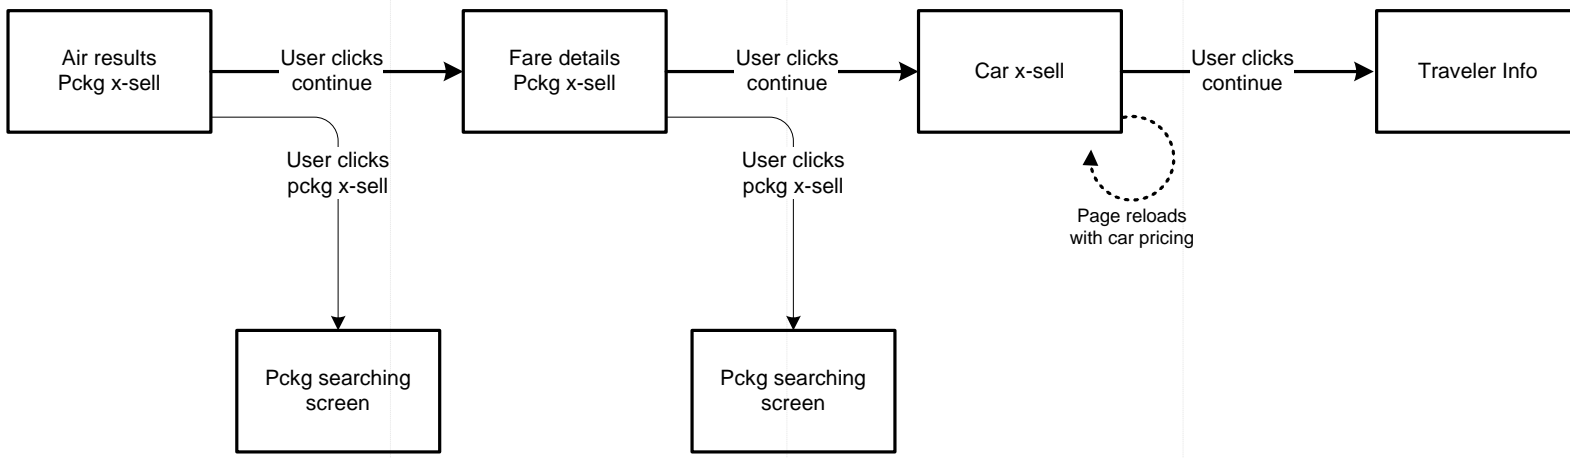 Air results
Pckg x-sell
User clicks
continue
Fare details
Pckg x-sell
User clicks
continue
Car x-sell
User clicks
continue
Traveler Info
User clicks
pckg x-sell
User clicks
pckg x-sell
Page reloads
with car pricing
Pckg searching
screen
Pckg searching
screen